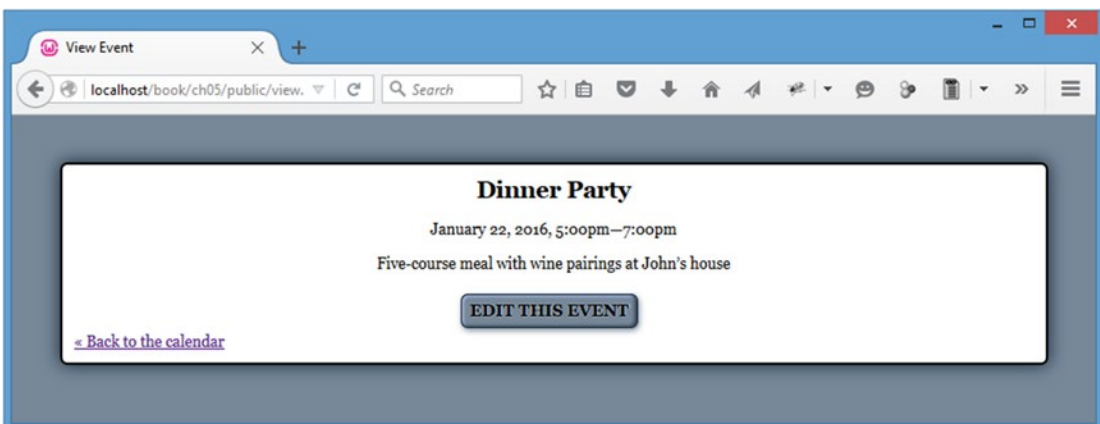 View Event
localhost/book/ch05/public/view.
Search
Dinner Party
January 22, 2016, 5:00pm—7:00pm
Five-course meal with wine pairings at John’s house
EDIT THIS EVENT
« Back to the calendar